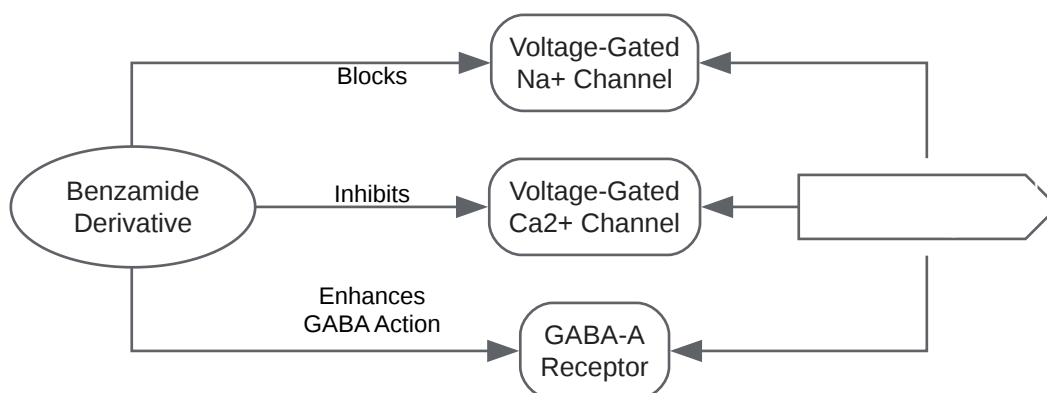 Voltage-Gated
Na+ Channel
Blocks
Benzamide
Derivative
Inhibits
Voltage-Gated
Ca2+ Channel
Enhances
GABA Action
GABA-A
Receptor